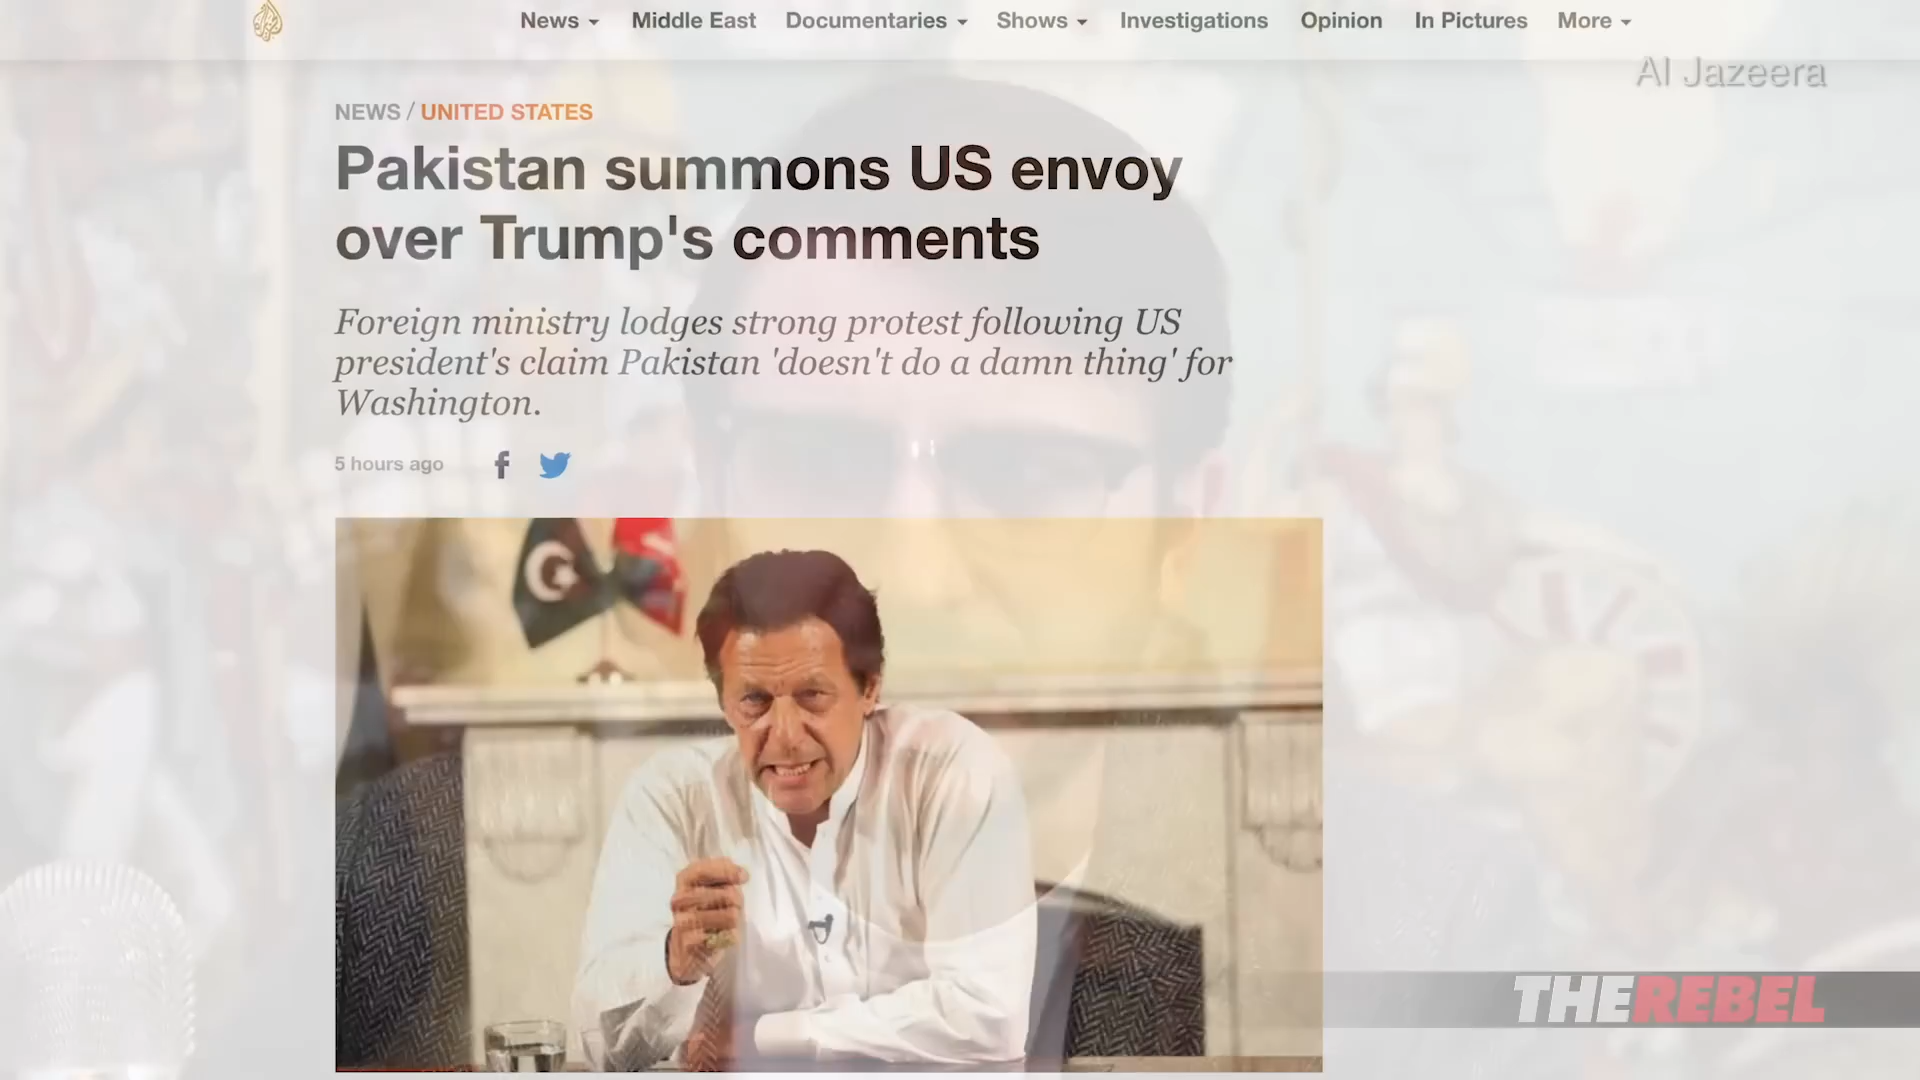 News Middle East Documentaries Shows Investigations Opinion In Pictures More
Al Jazeera
NEWS / UNITED STATES
Pakistan summons US envoy
over Trump's comments
Foreign ministry lodges strong protest following US
president's claim Pakistan 'doesn't do a damn thing' for
Washington.
5 hours ago
THE REBEL